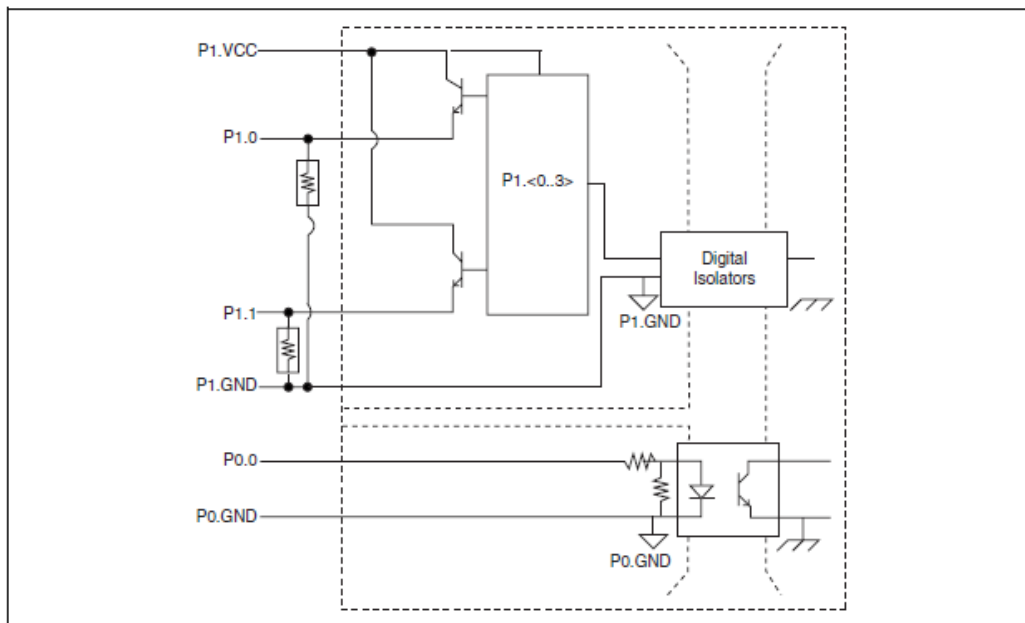 P1.VCC
P1.0
P1.<0..3>
Digital
Isolators
P1.1
P1.GND
P1.GND
P0.0
P0.GND
P0.GND